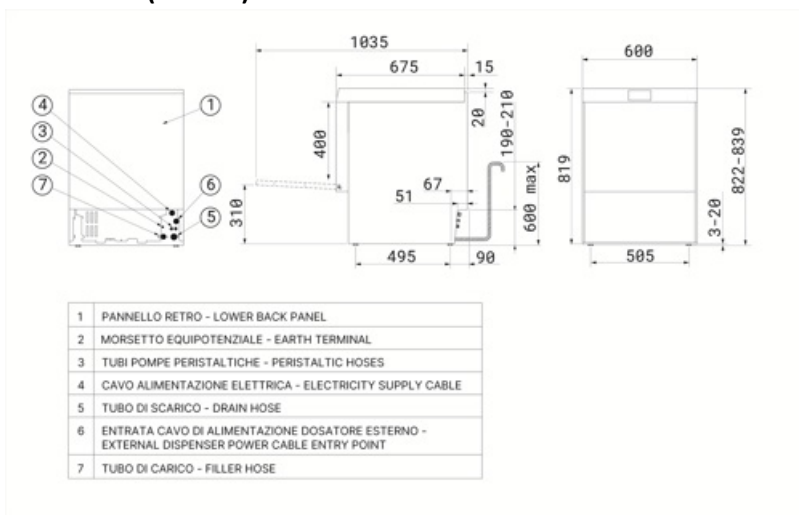 1035
675
15
600
4
1
3
2
7
6
5
400
310
20
190-210
67
51
600 max
495
90
819
822-839
3-20
505
1 PANNELLO RETRO - LOWER BACK PANEL
2 MORSETTO EQUIPOTENZIALE - EARTH TERMINAL
3 TUBI POMPE PERISTALTICHE - PERISTALTIC HOSES
4 CAVO ALIMENTAZIONE ELETTRICA - ELECTRICITY SUPPLY CABLE
5 TUBO DI SCARICO - DRAIN HOSE
6 ENTRATA CAVO DI ALIMENTAZIONE DOSATORE ESTERNO -
EXTERNAL DISPENSER POWER CABLE ENTRY POINT
7 TUBO DI CARICO - FILLER HOSE